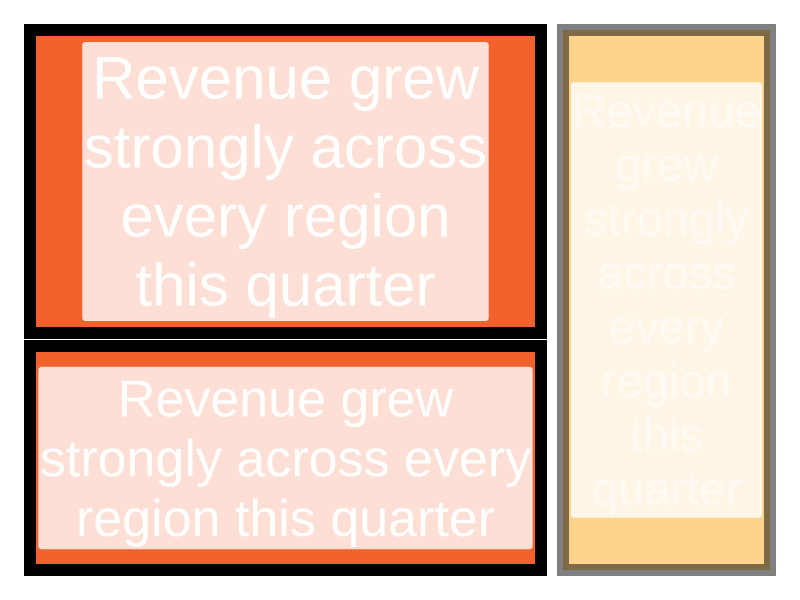 Revenue grew
strongly across
every region
this quarter
Revenue grew
strongly across every
region this quarter
Revenue
grew
strongly
across
every
region
this
quarter